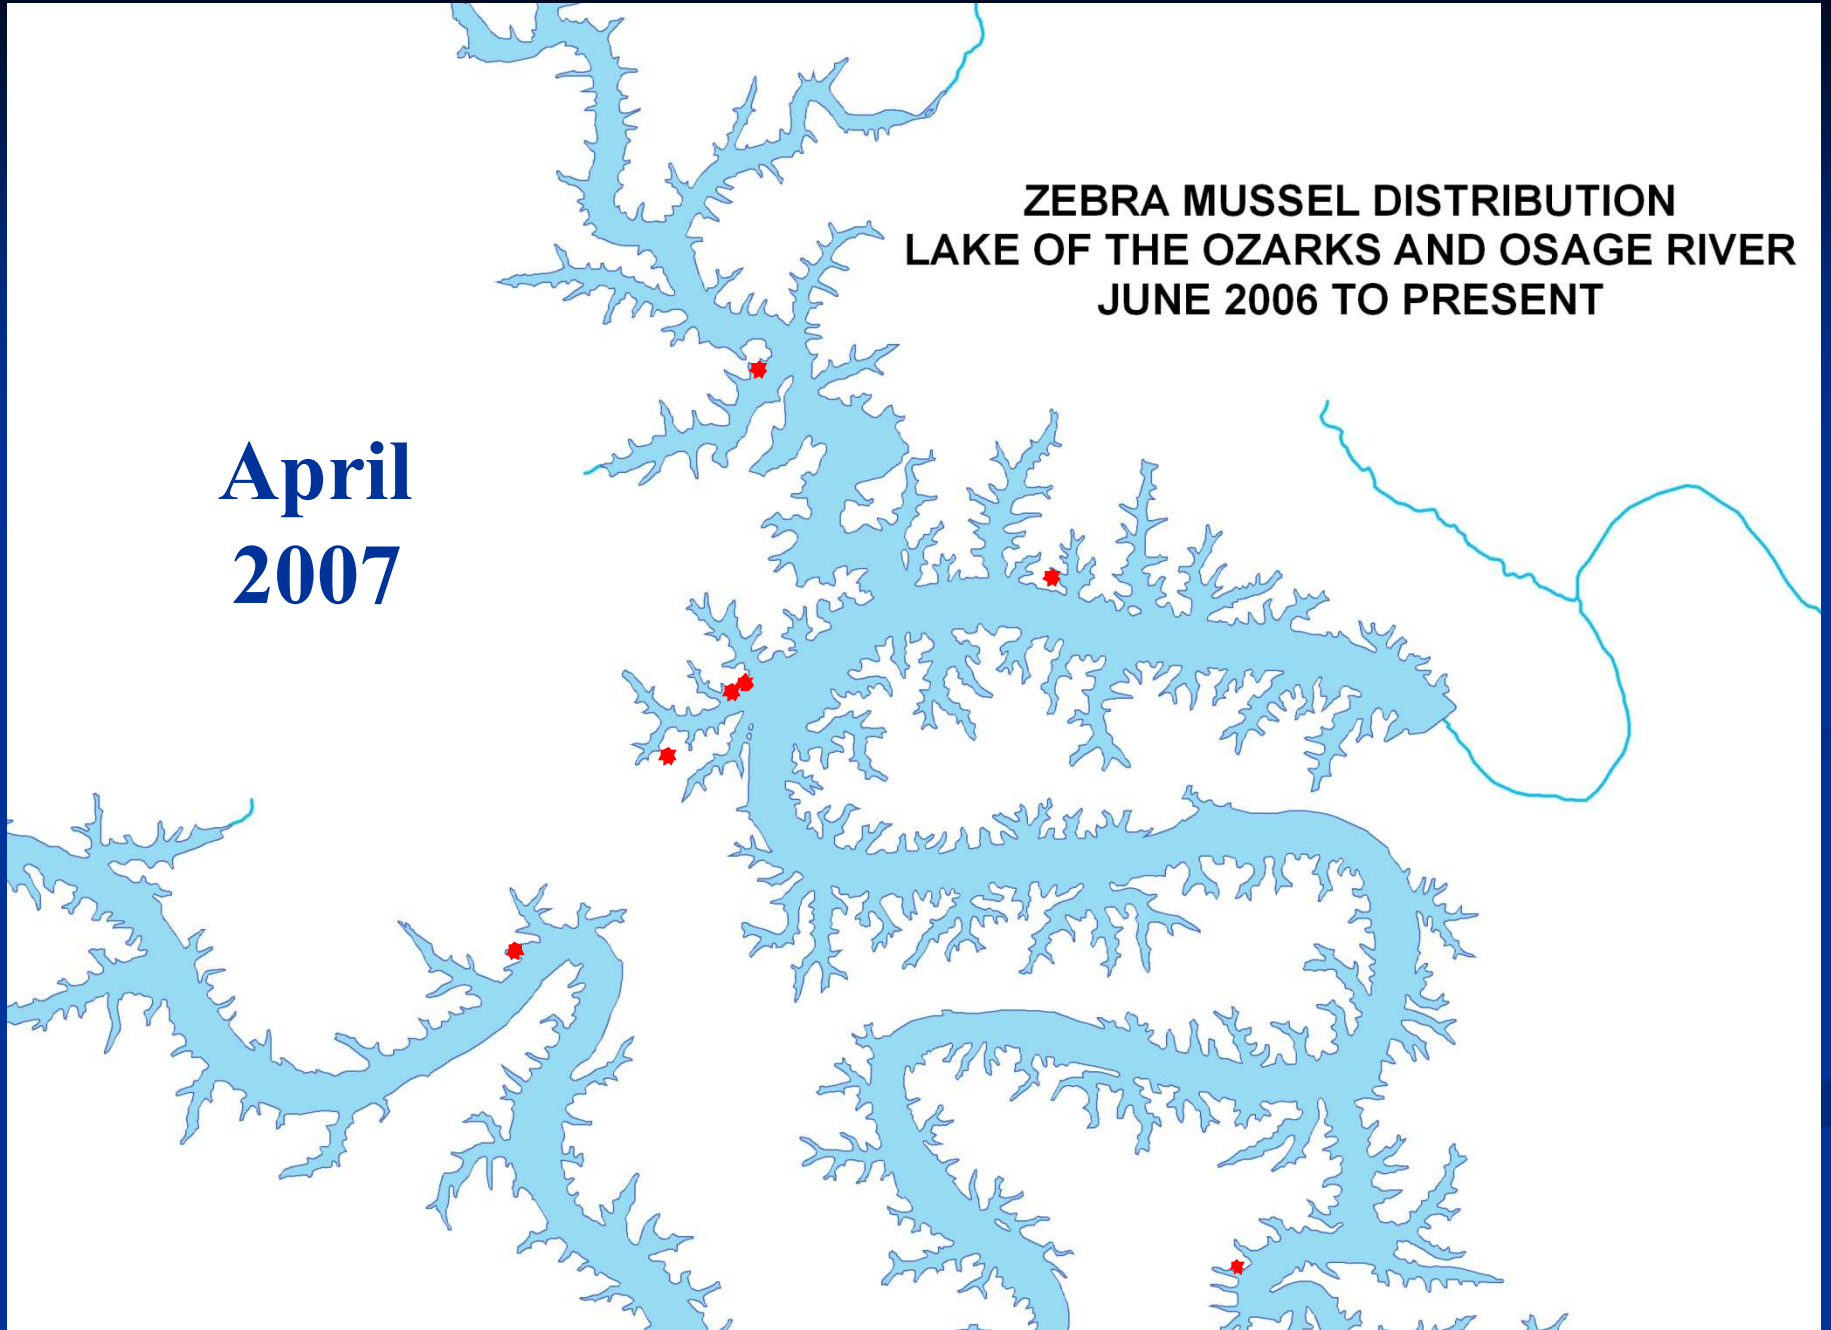 ZEBRA MUSSEL DISTRIBUTION
LAKE OF THE OZARKS AND OSAGE RIVER
JUNE 2006 TO PRESENT
April
2007